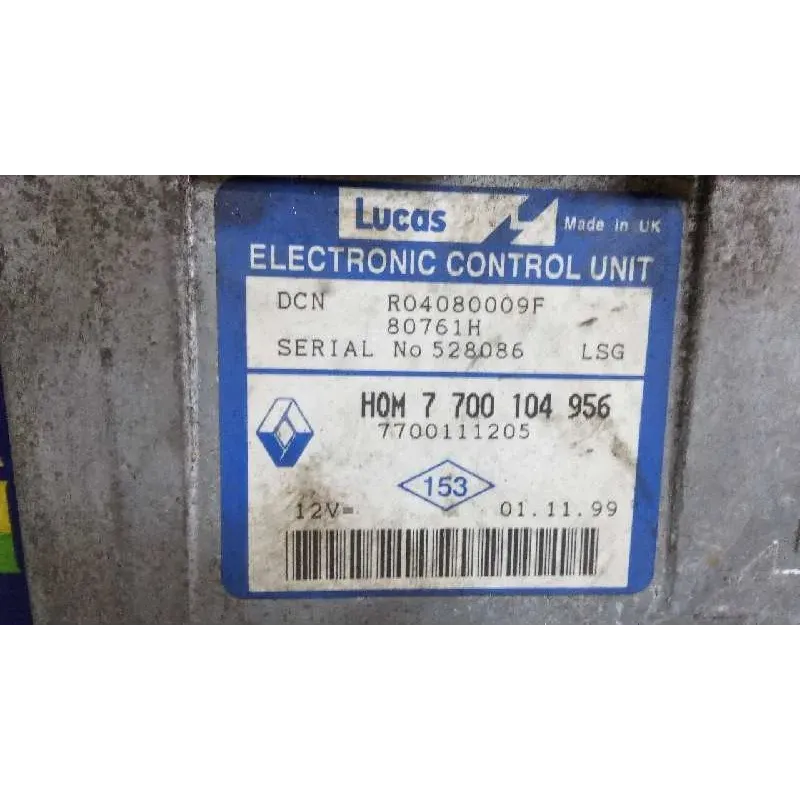 Lucas Made in UK
ELECTRONIC CONTROL UNIT
DCN R04080009F
80761H
SERIAL No 528086 LSG
HOM 7 700 104 956
7700111205
153
12V= 01.11.99